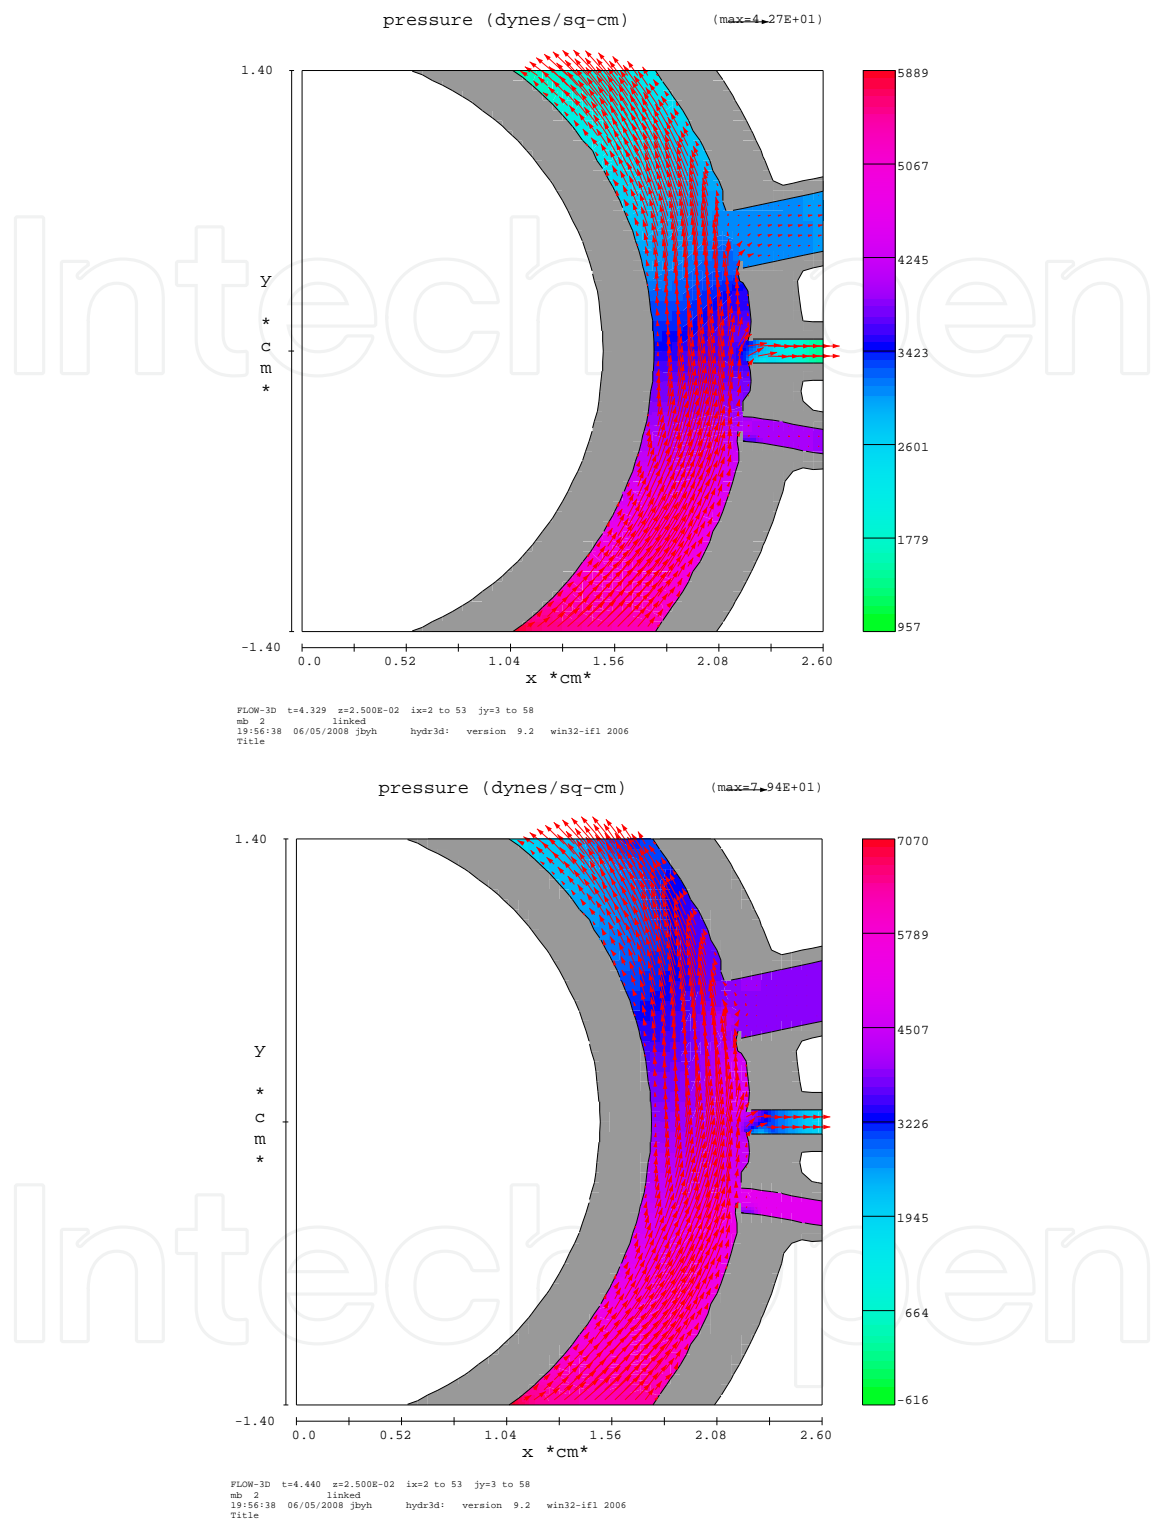 pressure (dynes/sq-cm) (max=4.27E+01)
1.40
5889
5067
4245
y
*
c
m
*
3423
2601
1779
957
-1.40
0.0 0.52 1.04 1.56 2.08 2.60
x *cm*
FLOW-3D t=4.329 z=2.500E-02 ix=2 to 53 jy=3 to 58
mb 2 linked
19:56:38 06/05/2008 jbyh hydr3d: version 9.2 win32-ifl 2006
Title
pressure (dynes/sq-cm) (max=7.94E+01)
1.40
7070
5789
4507
y
*
c
m
*
3226
1945
664
-616
-1.40
0.0 0.52 1.04 1.56 2.08 2.60
x *cm*
FLOW-3D t=4.440 z=2.500E-02 ix=2 to 53 jy=3 to 58
mb 2 linked
19:56:38 06/05/2008 jbyh hydr3d: version 9.2 win32-ifl 2006
Title
IntechOpen
IntechOpen